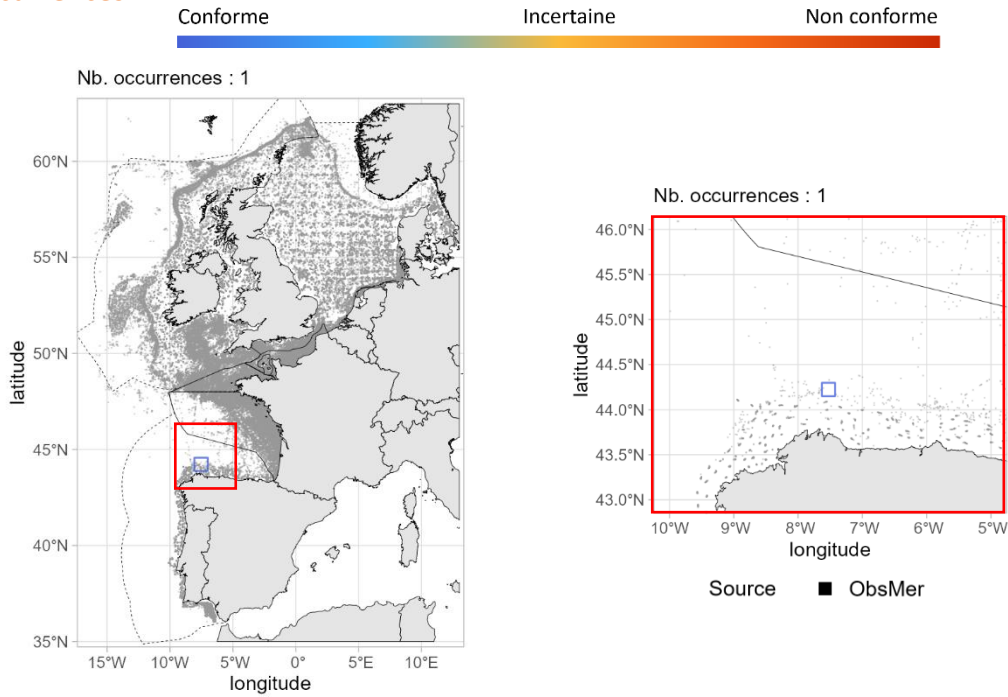 Conforme Incertaine Non conforme
Nb. occurrences : 1
60°N
55°N
50°N
45°N
40°N
35°N
latitude
15°W 10°W 5°W 0° 5°E 10°E
longitude
Nb. occurrences : 1
46.0°N
45.5°N
45.0°N
44.5°N
44.0°N
43.5°N
43.0°N
latitude
10°W 9°W 8°W 7°W 6°W 5°W
longitude
Source ObsMer